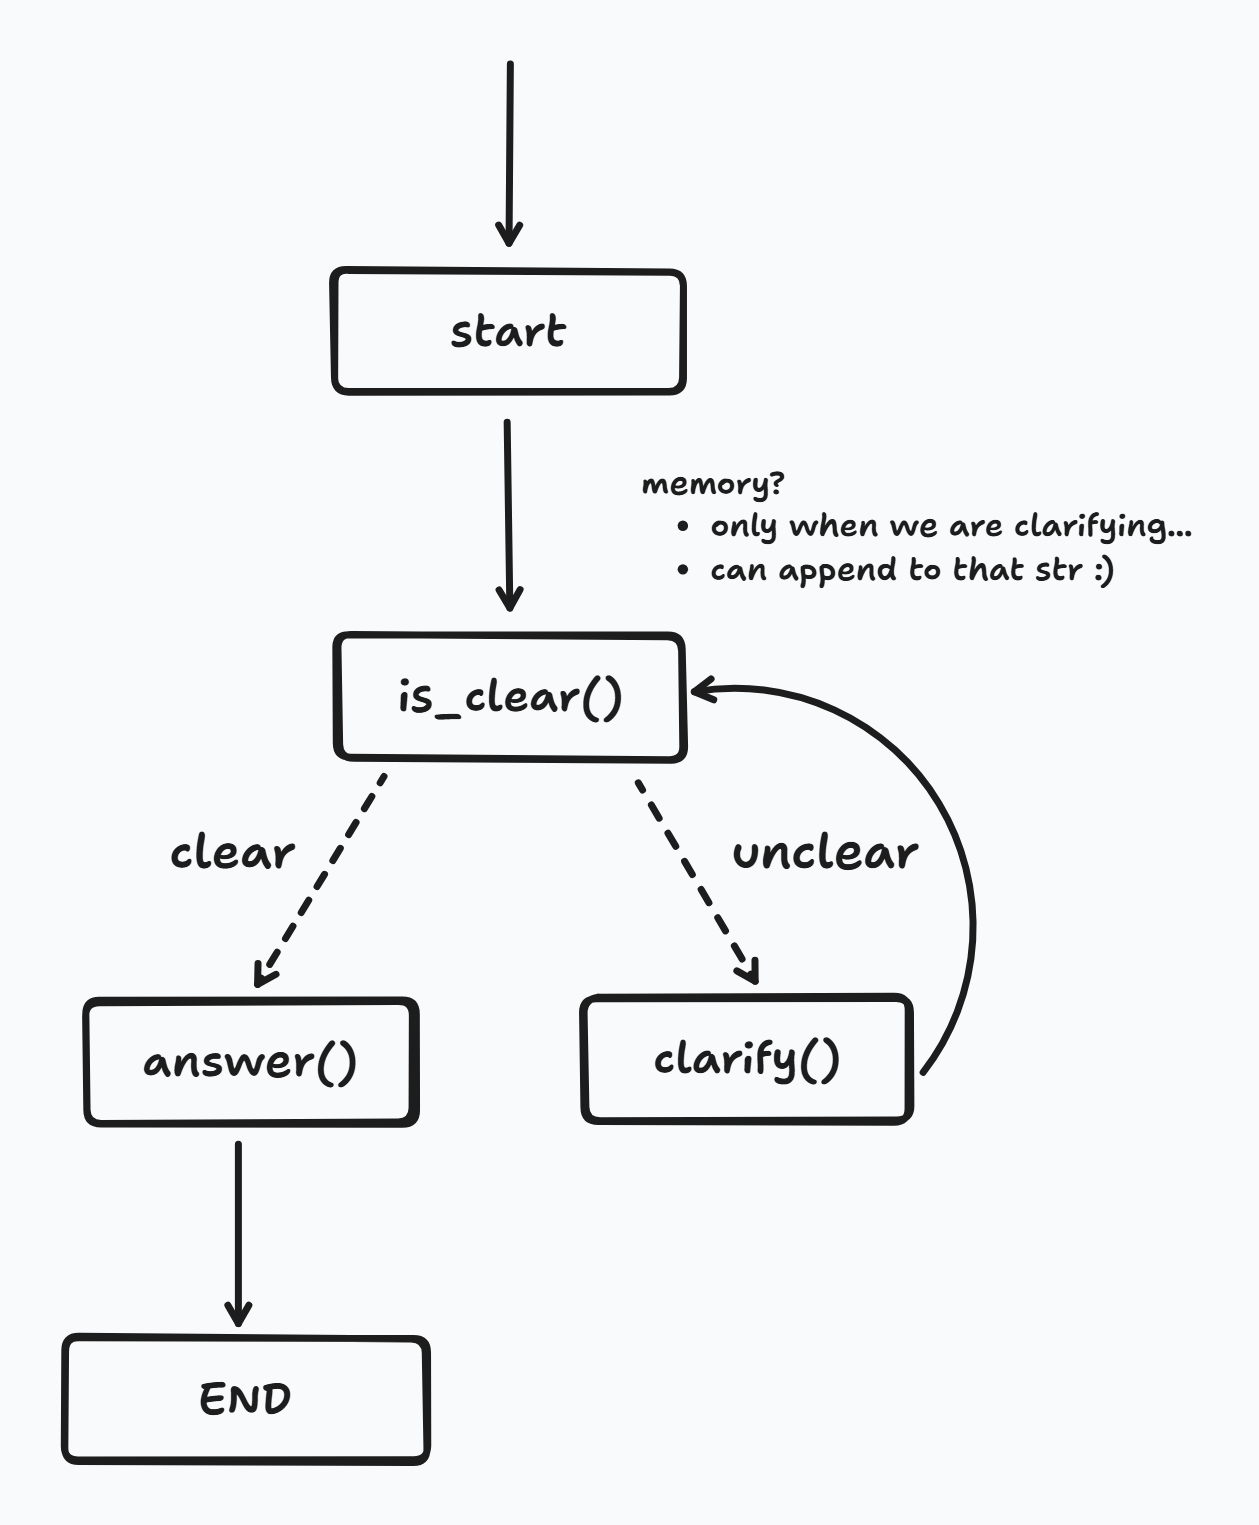 start
memory?
• only when we are clarifying...
• can append to that str :)
is_clear()
clear
unclear
answer()
clarify()
END